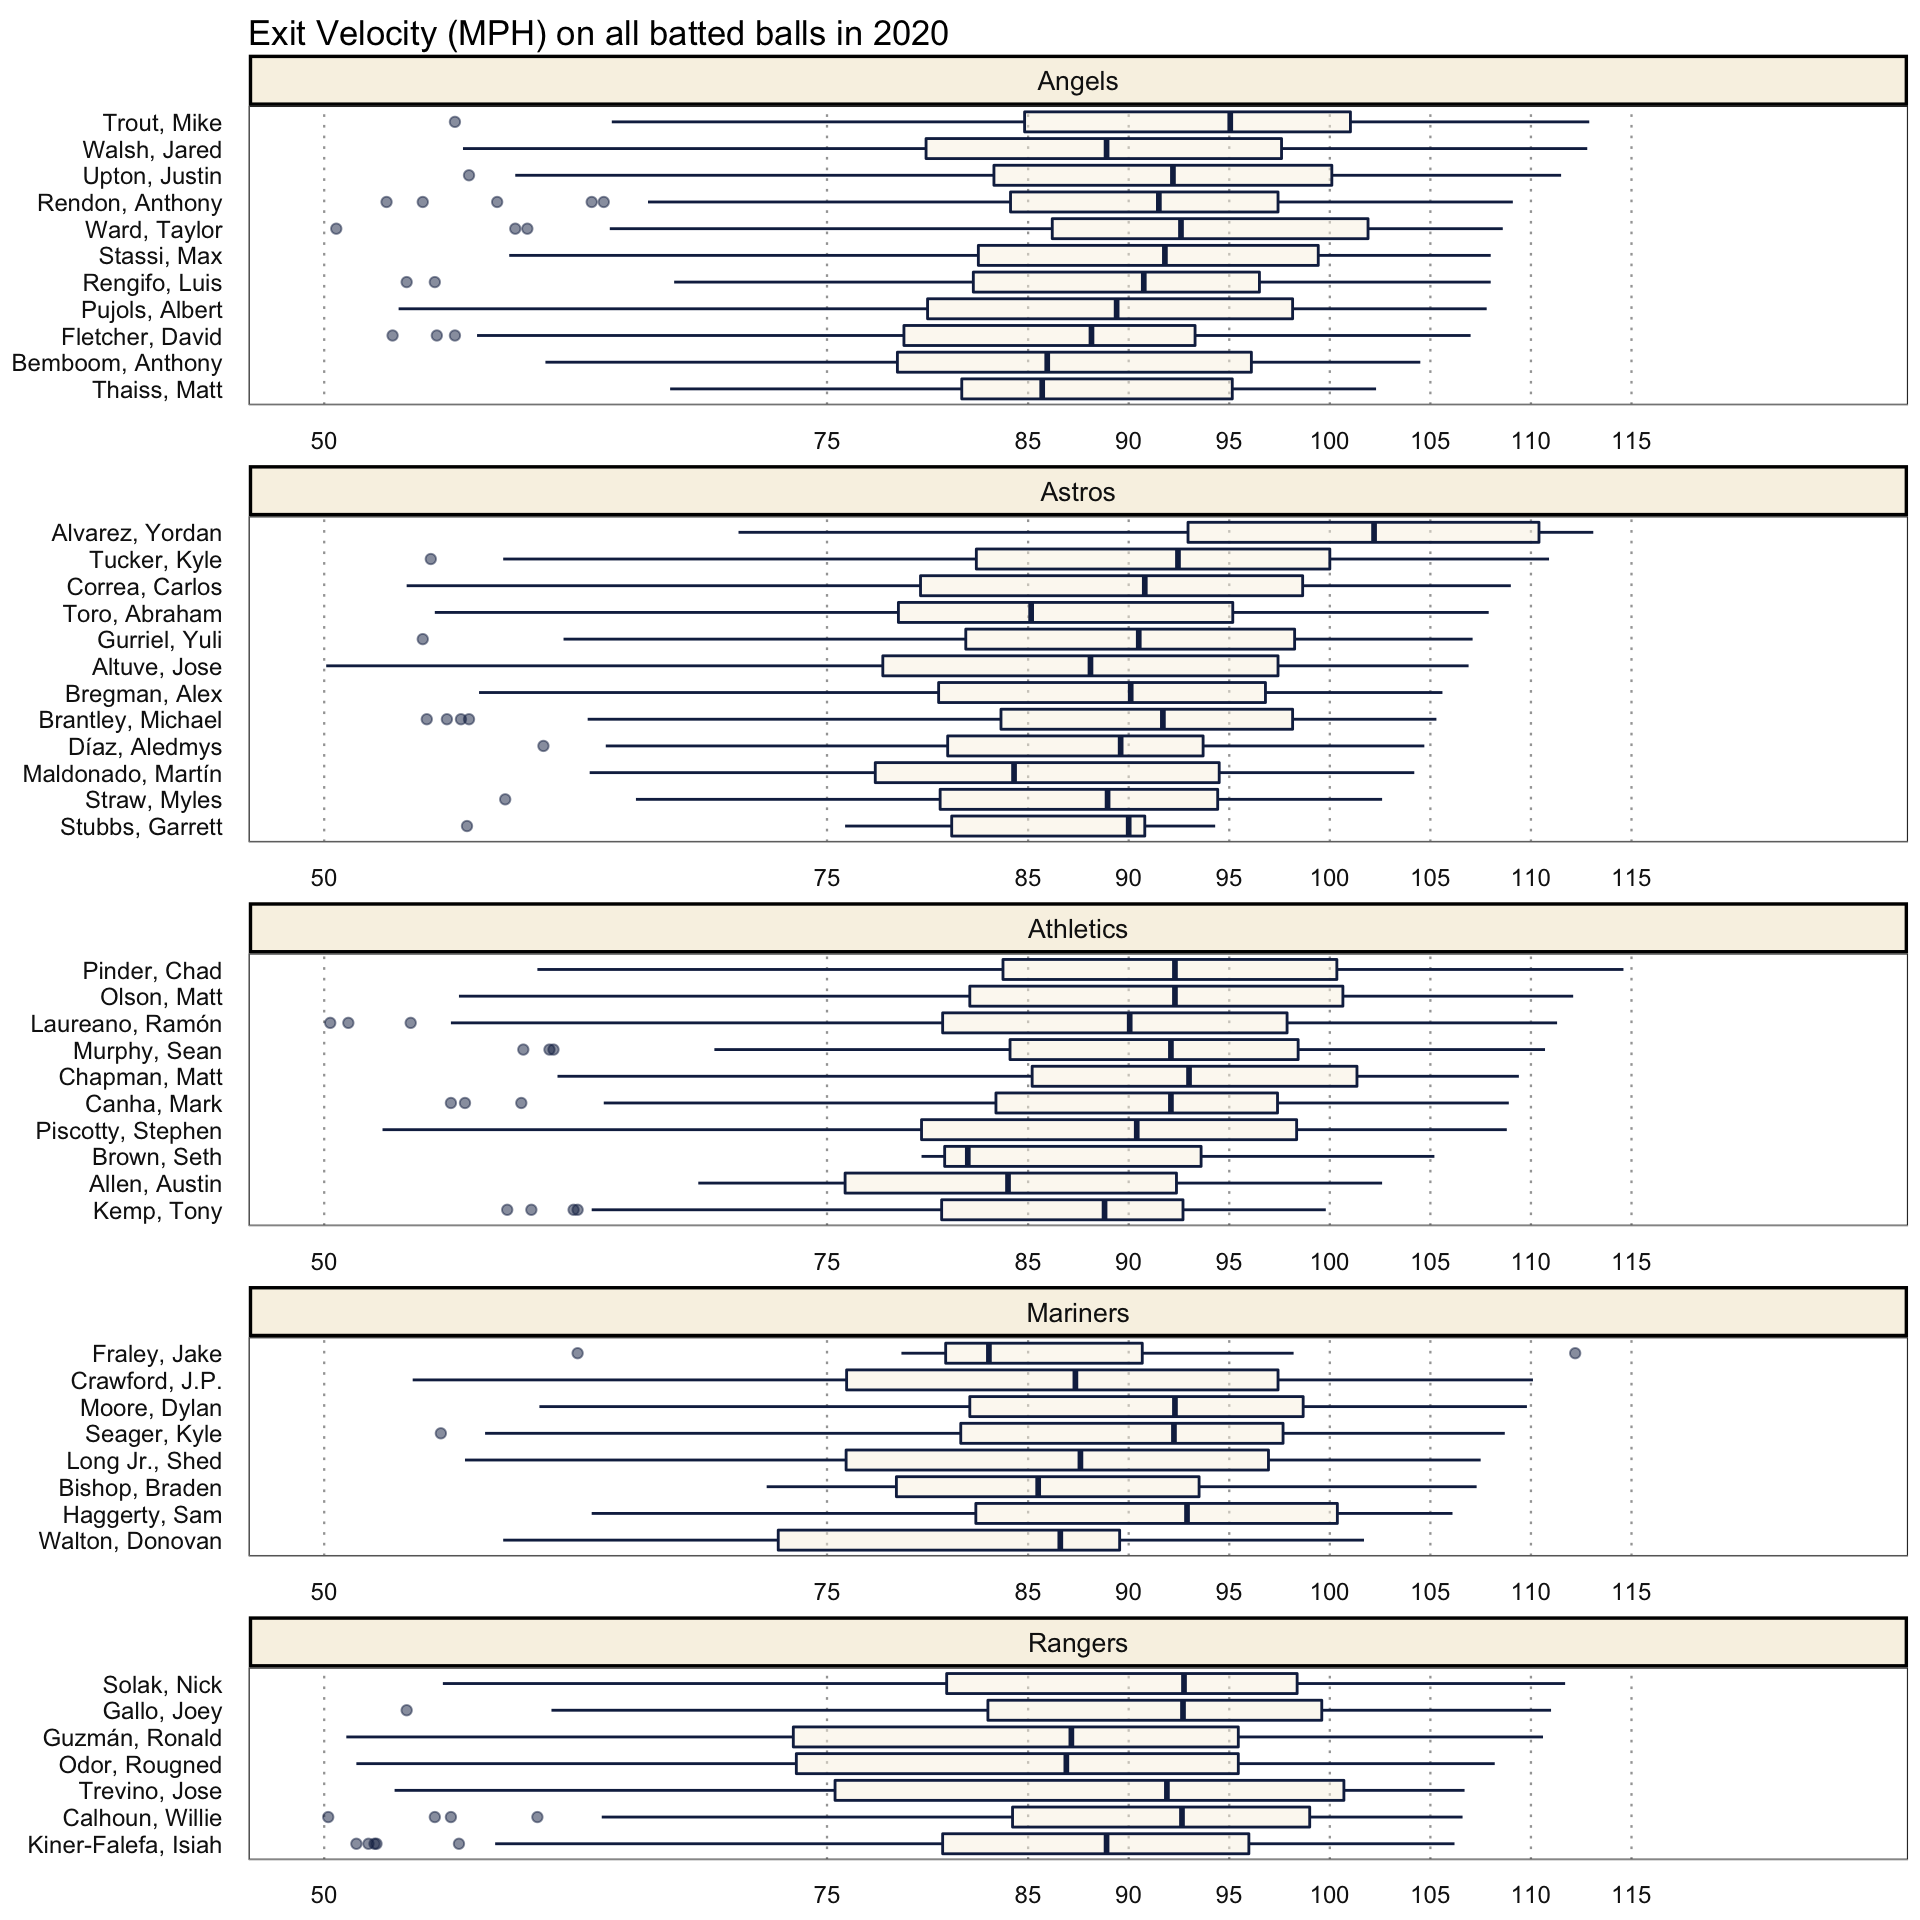 Exit Velocity (MPH) on all batted balls in 2020
Angels
Trout, Mike
Walsh, Jared
Upton, Justin
Rendon, Anthony
Ward, Taylor
Stassi, Max
Rengifo, Luis
Pujols, Albert
Fletcher, David
Bemboom, Anthony
Thaiss, Matt
50 75 85 90 95 100 105 110 115
Astros
Alvarez, Yordan
Tucker, Kyle
Correa, Carlos
Toro, Abraham
Gurriel, Yuli
Altuve, Jose
Bregman, Alex
Brantley, Michael
Díaz, Aledmys
Maldonado, Martín
Straw, Myles
Stubbs, Garrett
50 75 85 90 95 100 105 110 115
Athletics
Pinder, Chad
Olson, Matt
Laureano, Ramón
Murphy, Sean
Chapman, Matt
Canha, Mark
Piscotty, Stephen
Brown, Seth
Allen, Austin
Kemp, Tony
50 75 85 90 95 100 105 110 115
Mariners
Fraley, Jake
Crawford, J.P.
Moore, Dylan
Seager, Kyle
Long Jr., Shed
Bishop, Braden
Haggerty, Sam
Walton, Donovan
50 75 85 90 95 100 105 110 115
Rangers
Solak, Nick
Gallo, Joey
Guzmán, Ronald
Odor, Rougned
Trevino, Jose
Calhoun, Willie
Kiner-Falefa, Isiah
50 75 85 90 95 100 105 110 115